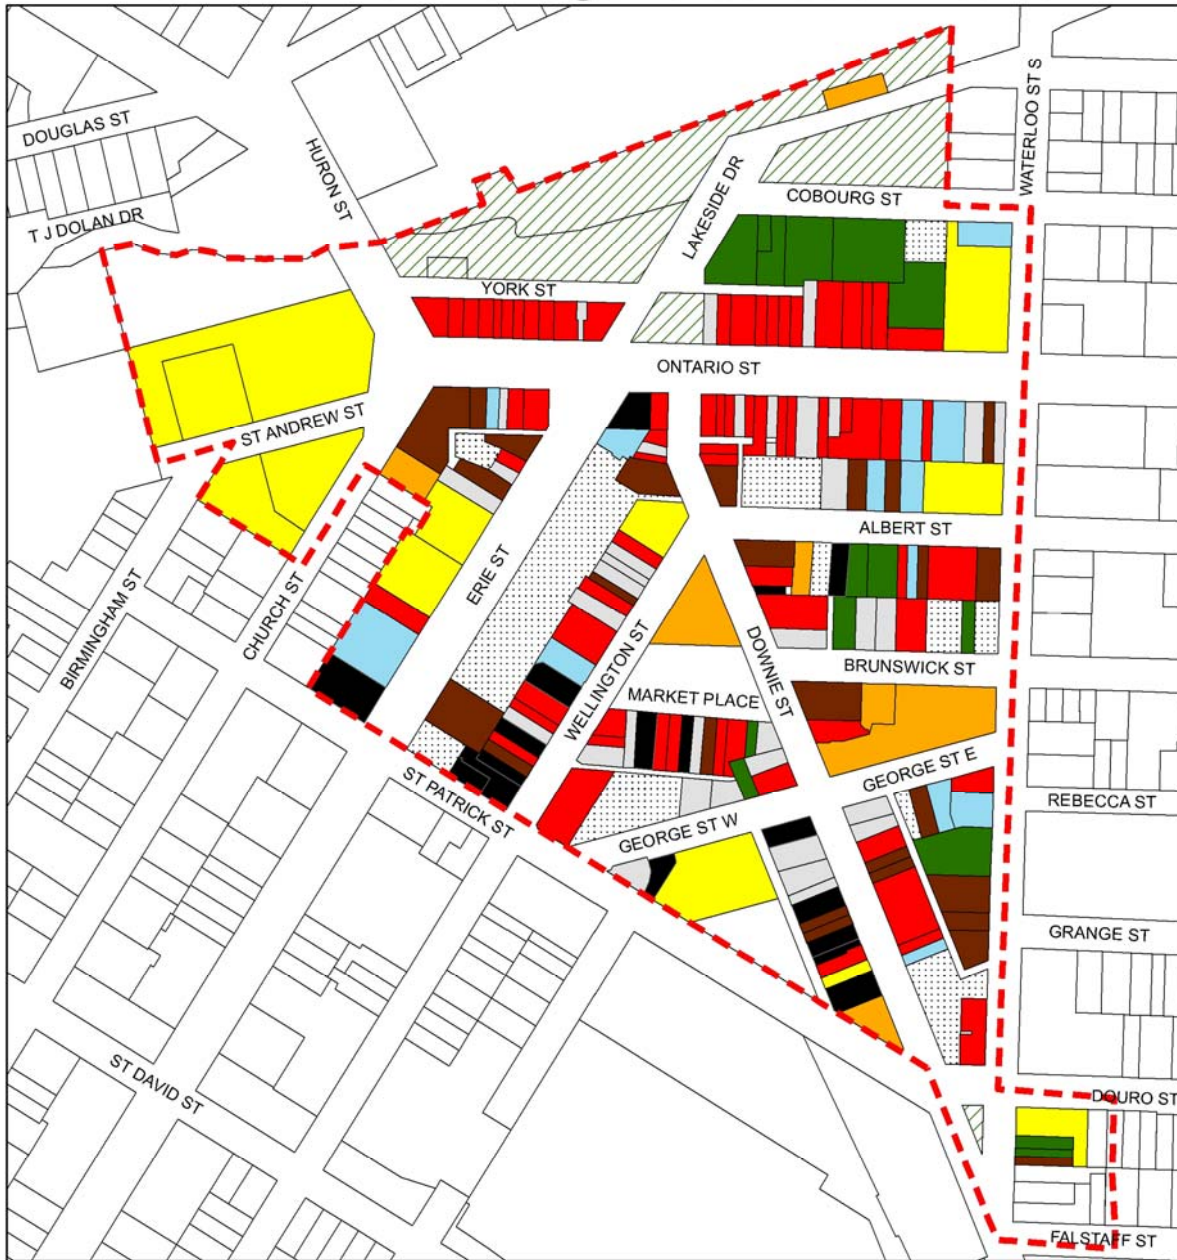 WATERLOO ST S
DOUGLAS ST
HURON ST
T J DOLAN DR
LAKESIDE DR
COBOURG ST
YORK ST
ONTARIO ST
ST ANDREW ST
ALBERT ST
ERIE ST
BIRMINGHAM ST
CHURCH ST
WELLINGTON ST
DOWNIE ST
BRUNSWICK ST
MARKET PLACE
GEORGE ST E
REBECCA ST
ST PATRICK ST
GEORGE ST W
GRANGE ST
ST DAVID ST
DOURO ST
FALSTAFF ST